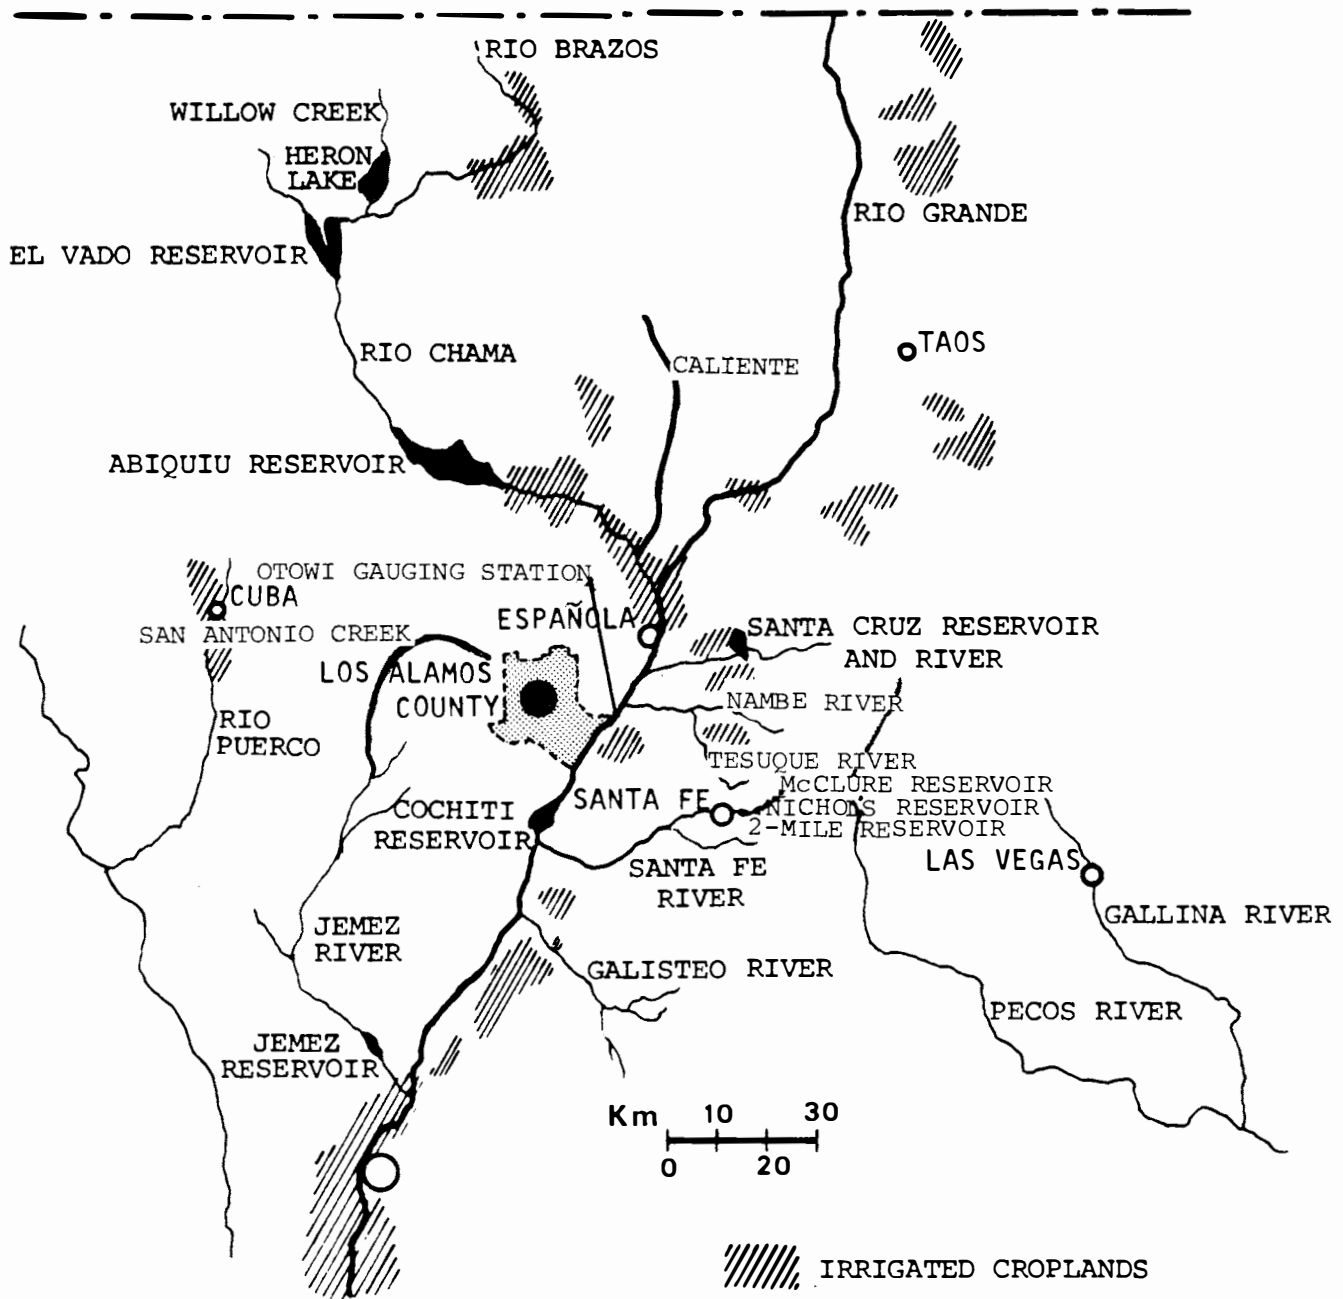 RIO BRAZOS
WILLOW CREEK
HERON
LAKE
RIO GRANDE
EL VADO RESERVOIR
TAOS
RIO CHAMA
CALIENTE
ABIQUIU RESERVOIR
OTOWI GAUGING STATION
CUBA
ESPAÑOLA
SAN ANTONIO CREEK
SANTA CRUZ RESERVOIR
AND RIVER
LOS ALAMOS
COUNTY
NAMBE RIVER
RIO
PUERCO
TESUQUE RIVER
McCLURE RESERVOIR
SANTA FE
NICHOLS RESERVOIR
2-MILE RESERVOIR
COCHITI
RESERVOIR
LAS VEGAS
SANTA FE
RIVER
GALLINA RIVER
JEMEZ
RIVER
GALISTEO RIVER
PECOS RIVER
JEMEZ
RESERVOIR
Km 10 30
0 20
IRRIGATED CROPLANDS